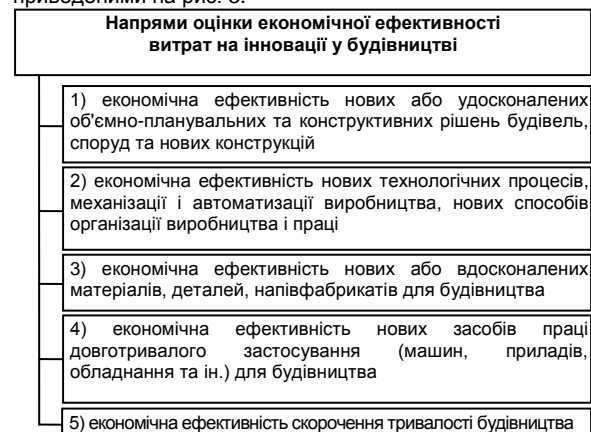 приведеними на рис. 3.
Напрями оцінки економічної ефективності
витрат на інновації у будівництві
1) економічна ефективність нових або удосконалених
об'ємно-планувальних та конструктивних рішень будівель,
споруд та нових конструкцій
2) економічна ефективність нових технологічних процесів,
механізації і автоматизації виробництва, нових способів
організації виробництва і праці
3) економічна ефективність нових або вдосконалених
матеріалів, деталей, напівфабрикатів для будівництва
4) економічна ефективність нових засобів праці
довготривалого застосування (машин, приладів,
обладнання та ін.) для будівництва
5) економічна ефективність скорочення тривалості будівництва